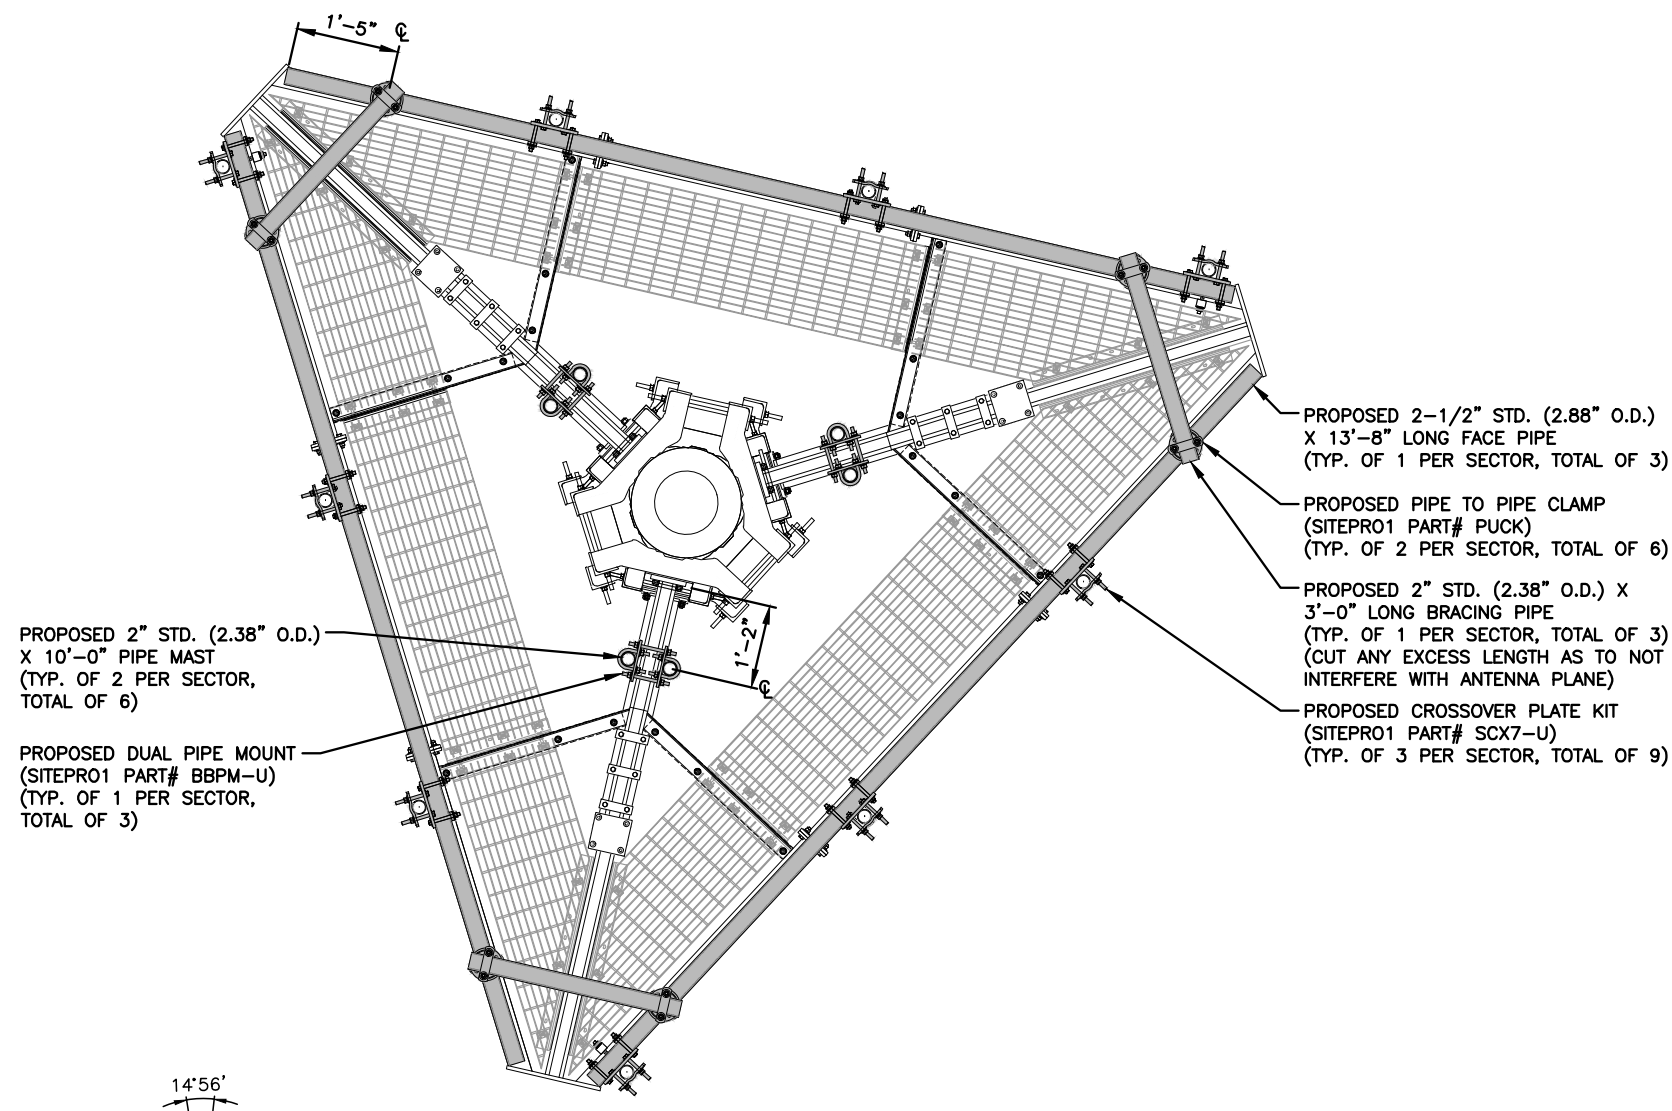 1'-5" ℄
PROPOSED 2-1/2" STD. (2.88" O.D.)
X 13'-8" LONG FACE PIPE
(TYP. OF 1 PER SECTOR, TOTAL OF 3)
PROPOSED PIPE TO PIPE CLAMP
(SITEPRO1 PART# PUCK)
(TYP. OF 2 PER SECTOR, TOTAL OF 6)
PROPOSED 2" STD. (2.38" O.D.) X
3'-0" LONG BRACING PIPE
(TYP. OF 1 PER SECTOR, TOTAL OF 3)
(CUT ANY EXCESS LENGTH AS TO NOT
INTERFERE WITH ANTENNA PLANE)
PROPOSED CROSSOVER PLATE KIT
(SITEPRO1 PART# SCX7-U)
(TYP. OF 3 PER SECTOR, TOTAL OF 9)
1'-2"
℄
PROPOSED 2" STD. (2.38" O.D.)
X 10'-0" PIPE MAST
(TYP. OF 2 PER SECTOR,
TOTAL OF 6)
PROPOSED DUAL PIPE MOUNT
(SITEPRO1 PART# BBPM-U)
(TYP. OF 1 PER SECTOR,
TOTAL OF 3)
14°56'